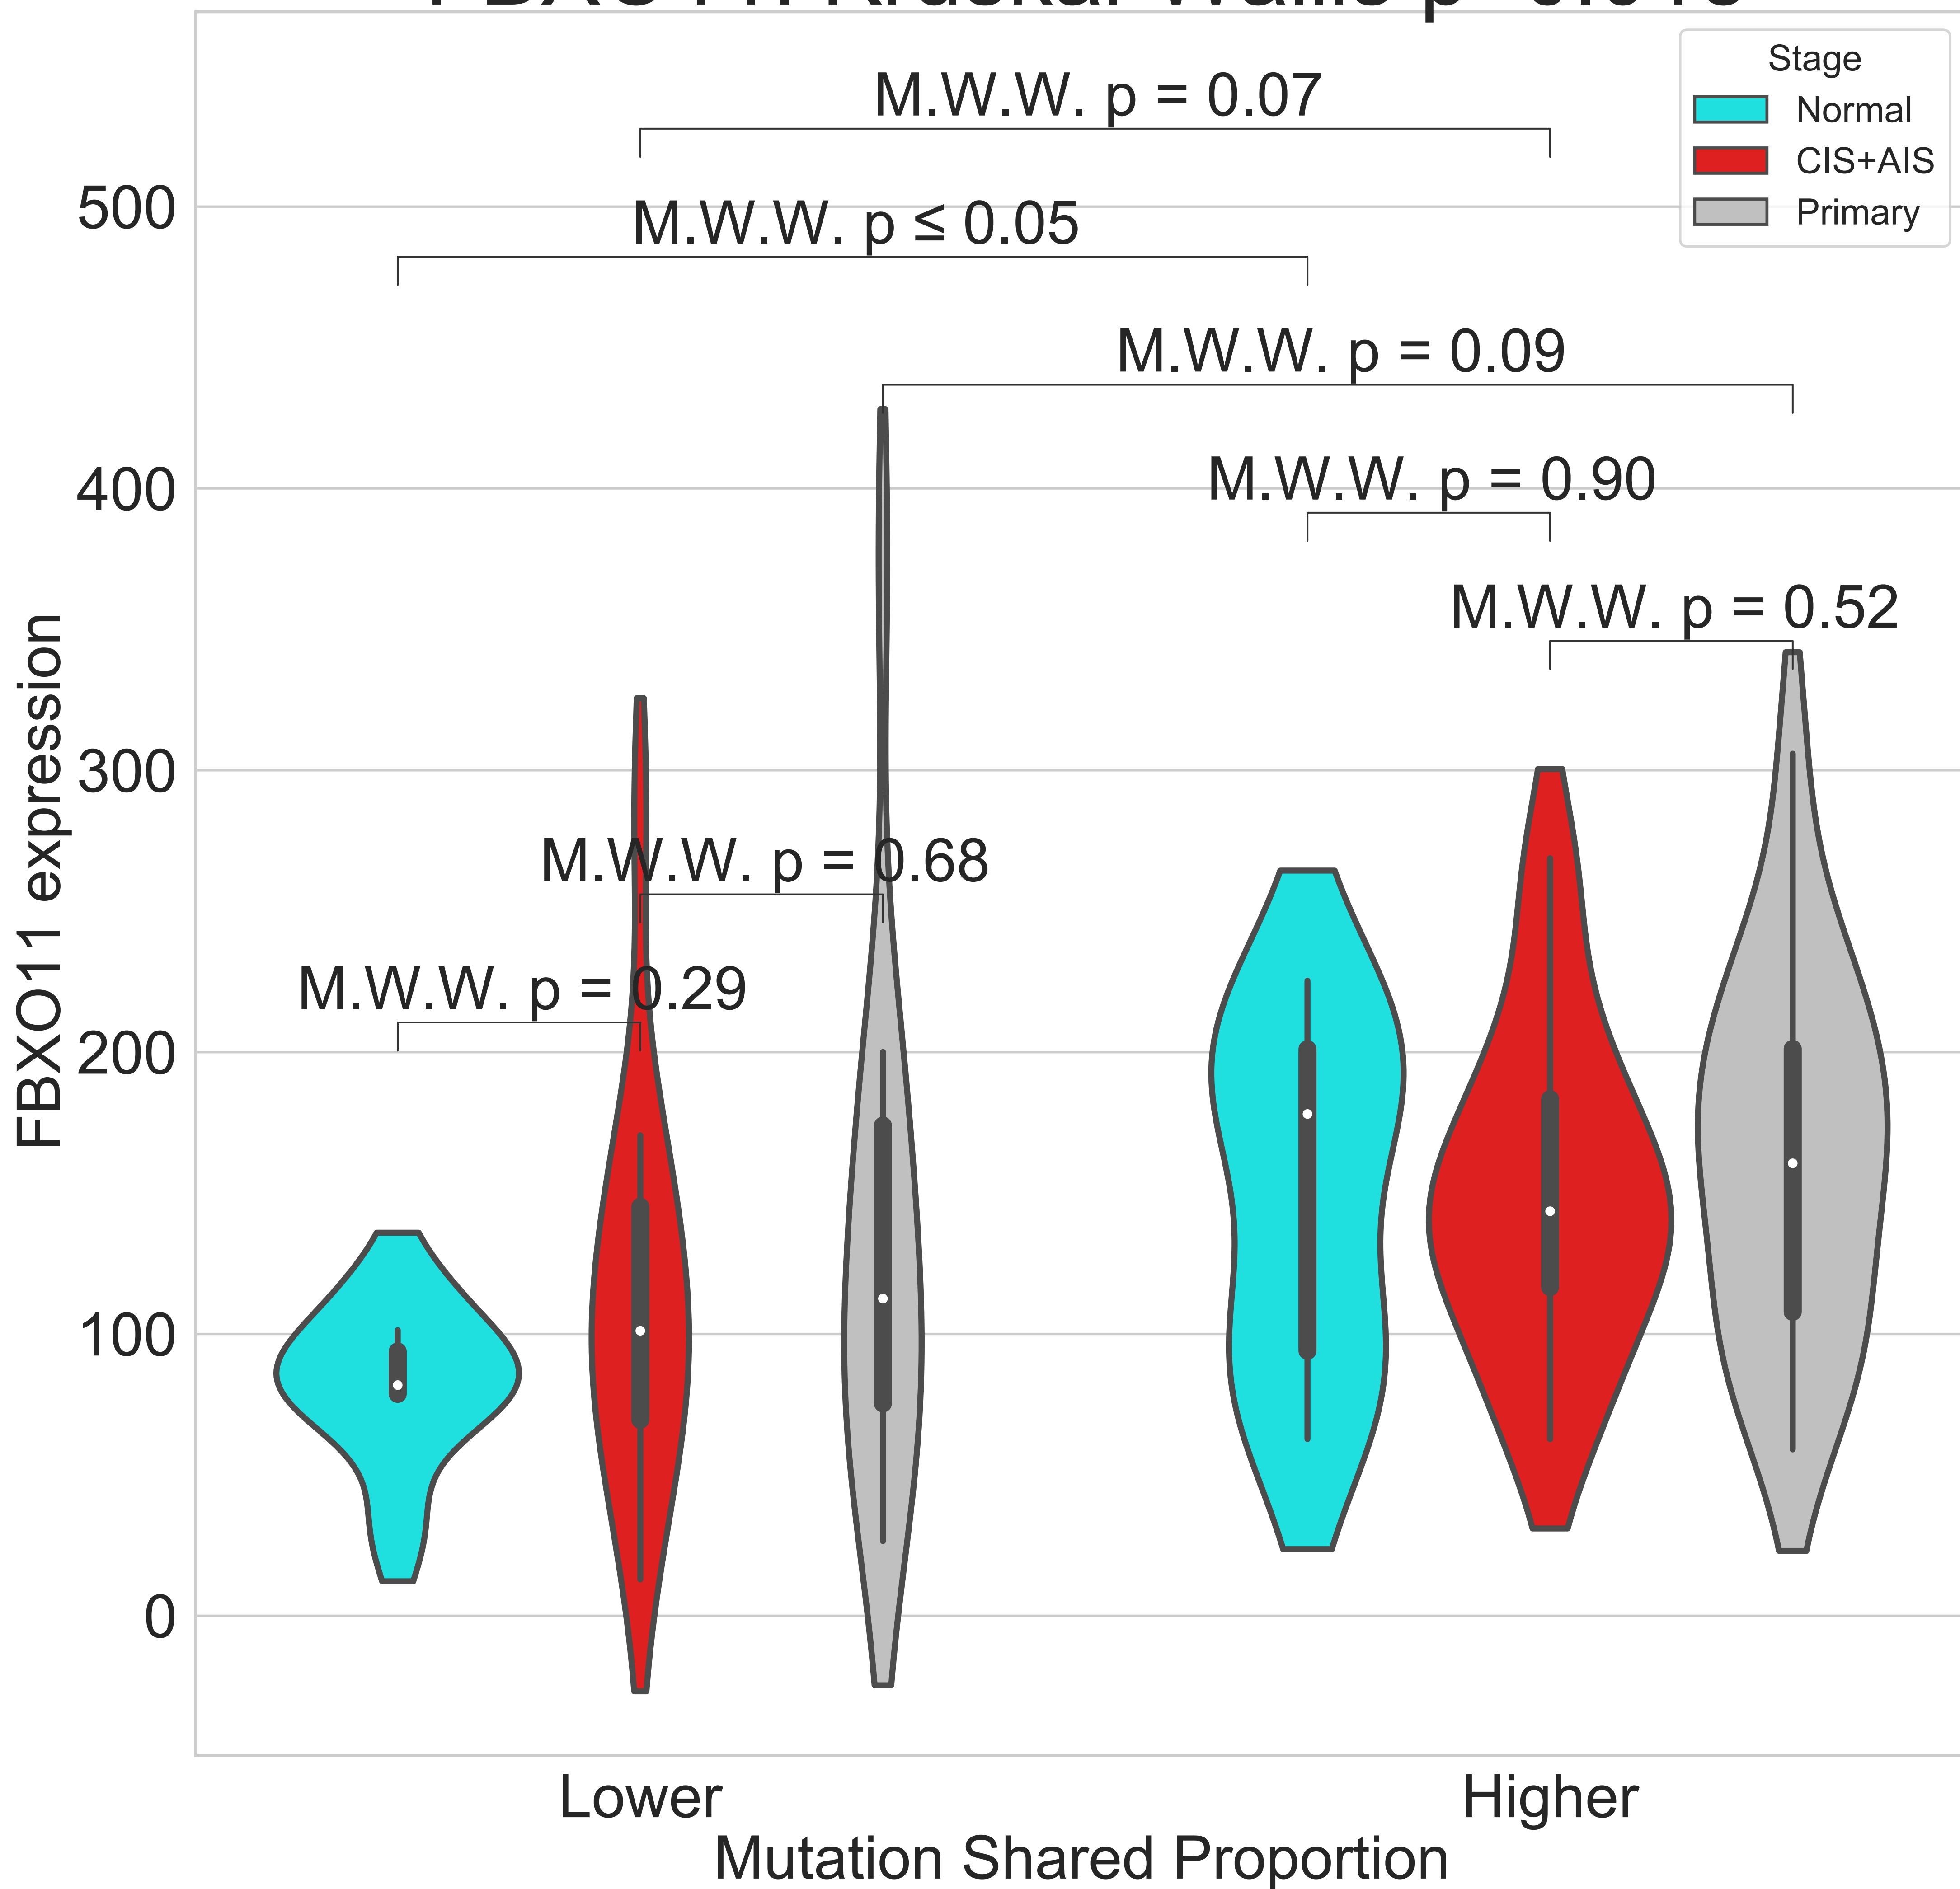 M.W.W. p = 0.07
Stage
Normal
CIS+AIS
Primary
500
M.W.W. p ≤ 0.05
M.W.W. p = 0.09
400
M.W.W. p = 0.90
M.W.W. p = 0.52
300
M.W.W. p = 0.68
M.W.W. p = 0.29
200
100
0
FBXO11 expression
Lower
Higher
Mutation Shared Proportion